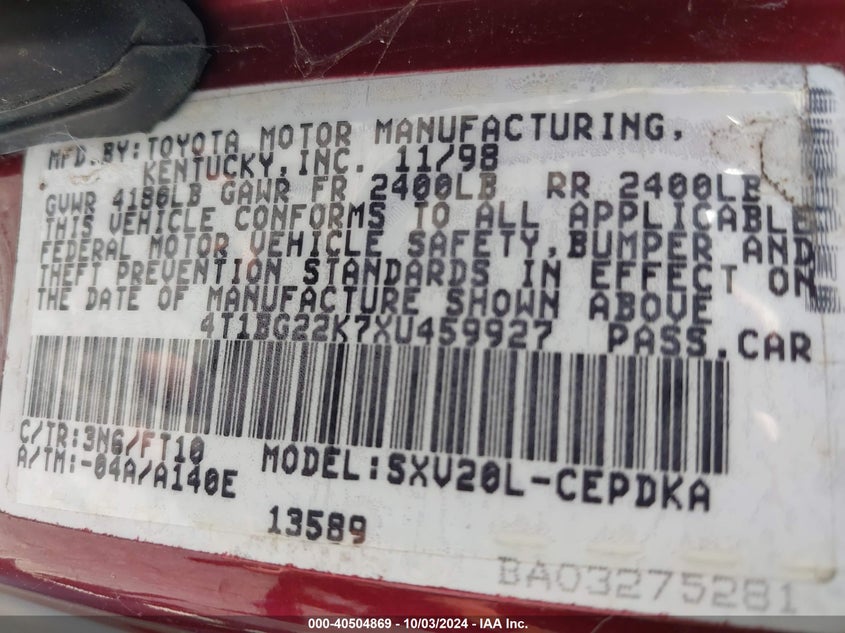 MFD.BY:TOYOTA MOTOR MANUFACTURING,
KENTUCKY,INC. 11/98
GVWR 4180LB GAWR FR 2400LB RR 2400LB
THIS VEHICLE CONFORMS TO ALL APPLICABLE
FEDERAL MOTOR VEHICLE SAFETY,BUMPER AND
THEFT PREVENTION STANDARDS IN EFFECT ON
THE DATE OF MANUFACTURE SHOWN ABOVE
4T1BG22K7XU459927 PASS.CAR
C/TR:3N6/FT10
A/TM:-04A/A140E MODEL:SXV20L-CEPDKA
13589
BA03275281
000-40504869 - 10/03/2024 - IAA Inc.